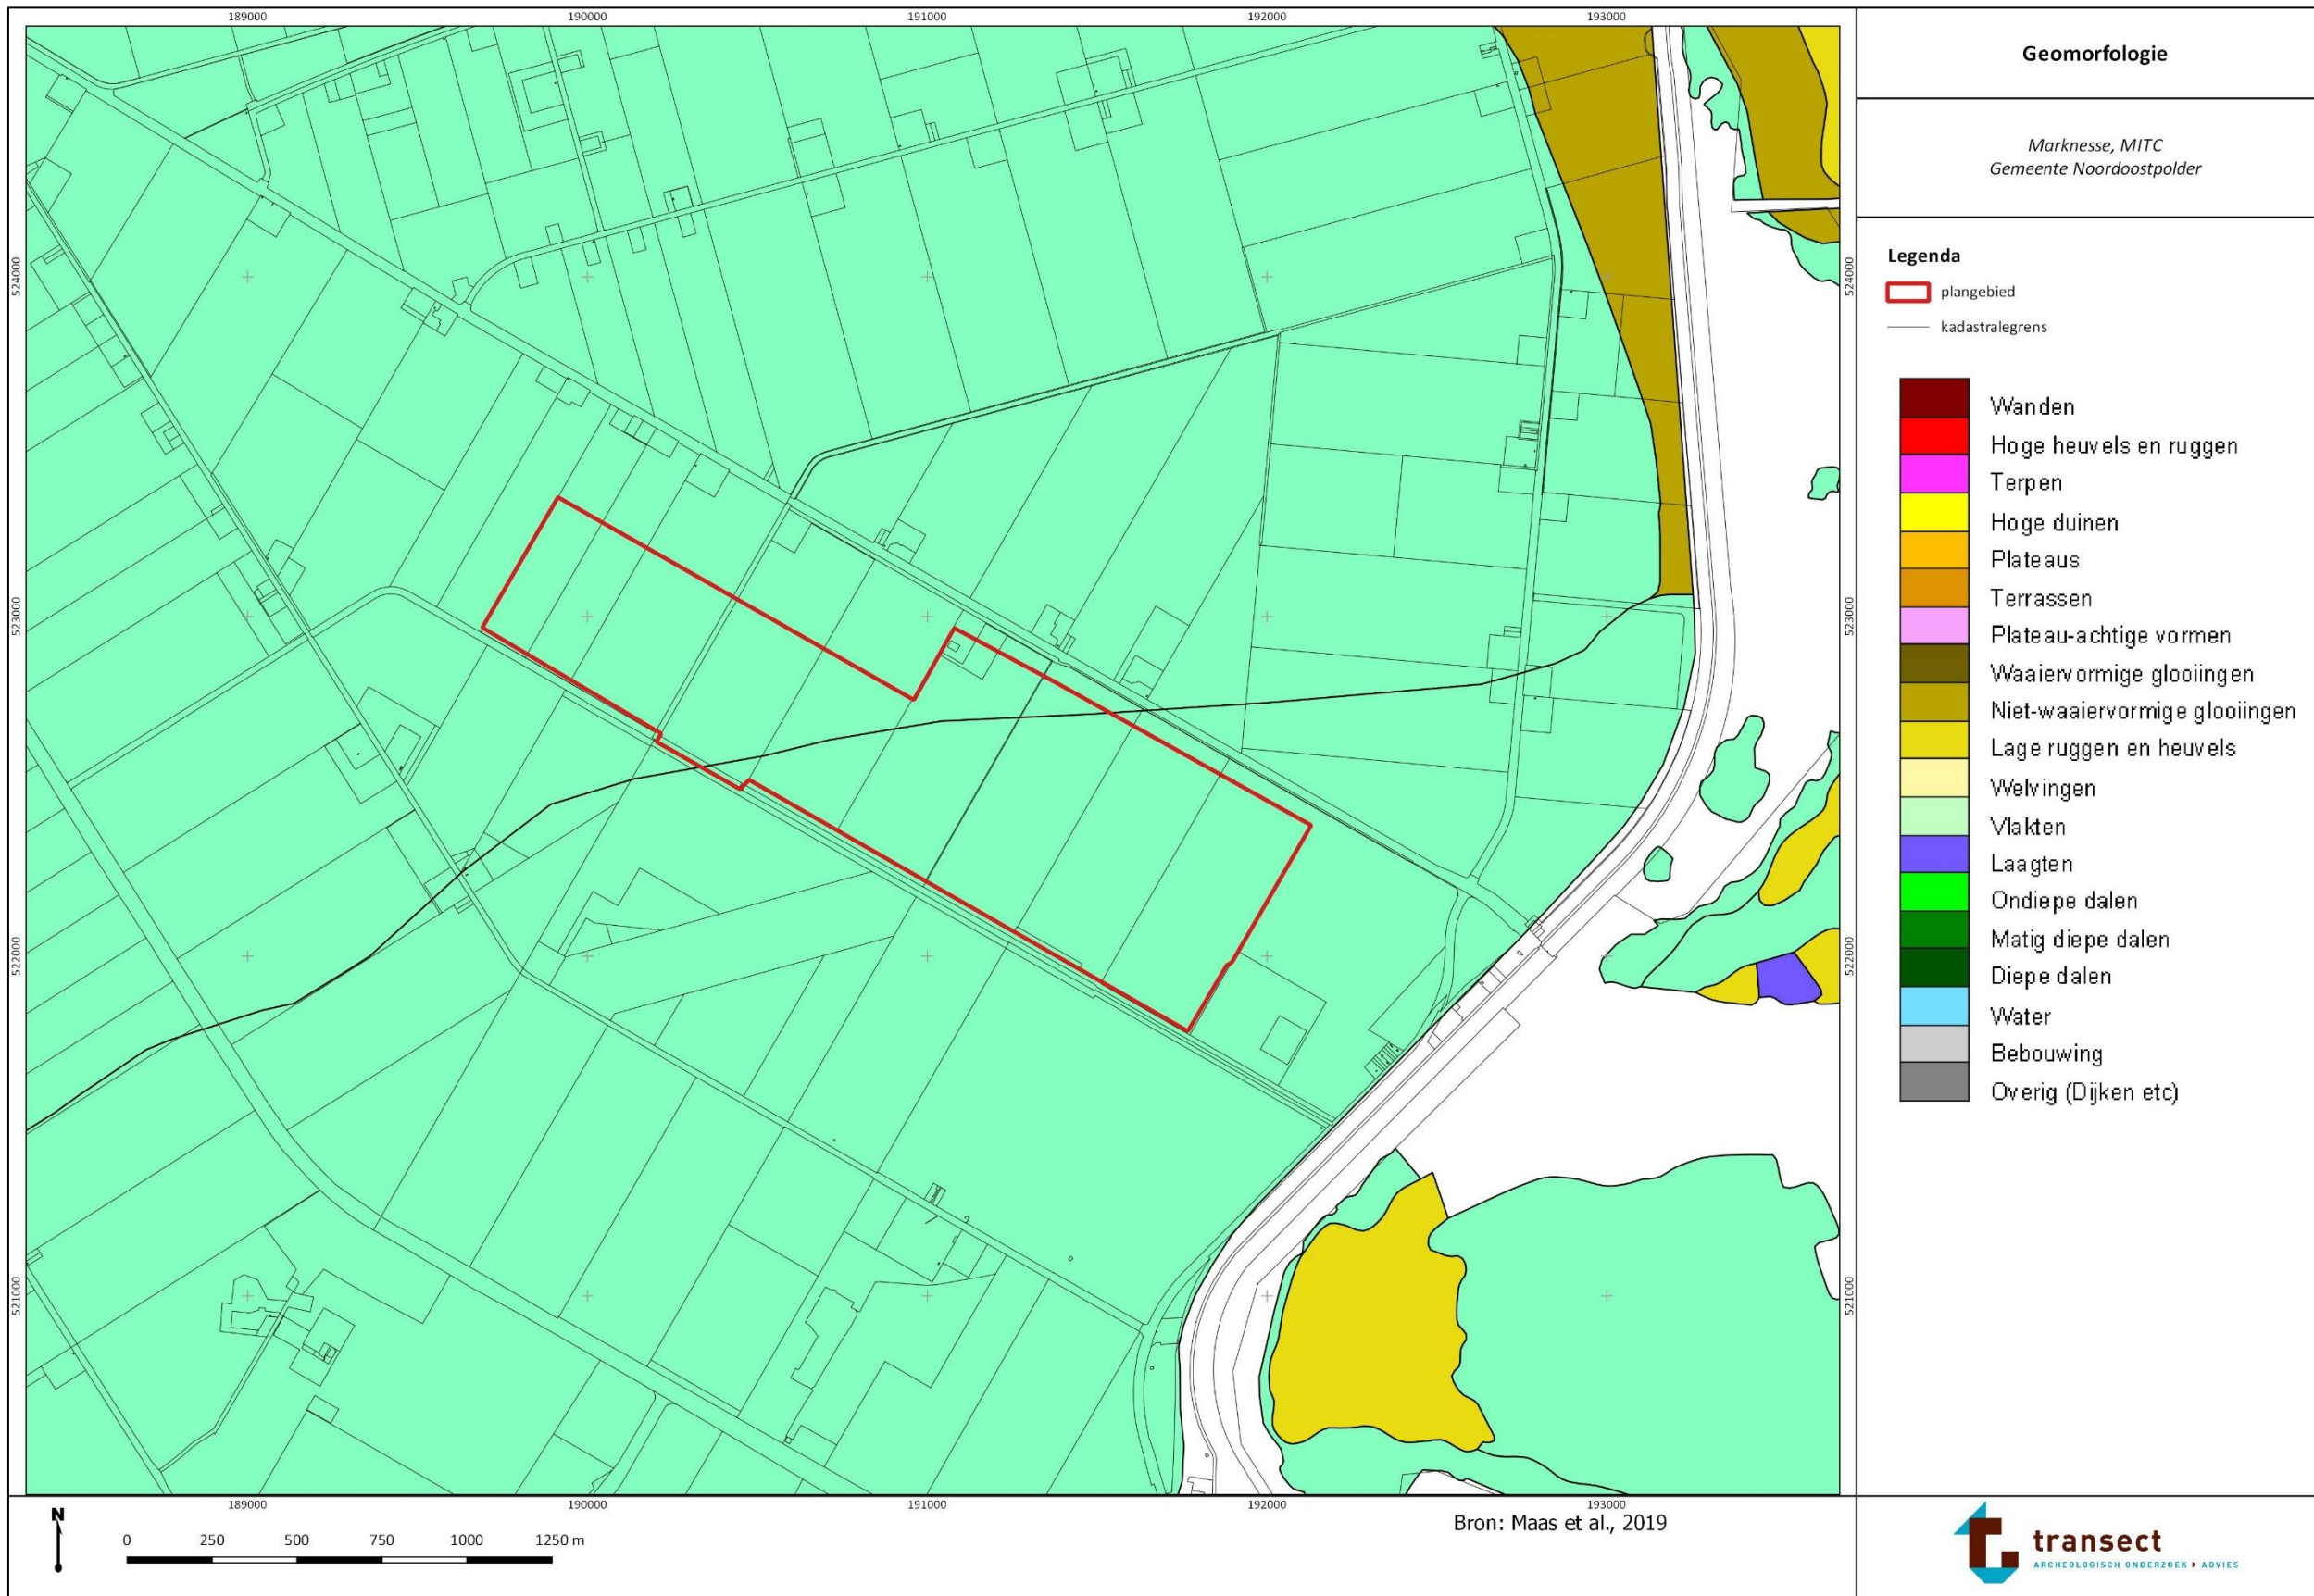 189000 190000 191000 192000 193000
524000
523000
522000
521000
524000
523000
522000
521000
189000 190000 191000 192000 193000
N
0 250 500 750 1000 1250 m
Bron: Maas et al., 2019
Geomorfologie
Marknesse, MITC
Gemeente Noordoostpolder
Legenda
plangebied
kadastralegrens
Wanden
Hoge heuvels en ruggen
Terpen
Hoge duinen
Plateaus
Terrassen
Plateau-achtige vormen
Waaiervormige glooiingen
Niet-waaiervormige glooiingen
Lage ruggen en heuvels
Welvingen
Vlakten
Laagten
Ondiepe dalen
Matig diepe dalen
Diepe dalen
Water
Bebouwing
Overig (Dijken etc)
transect
ARCHEOLOGISCH ONDERZOEK ▸ ADVIES